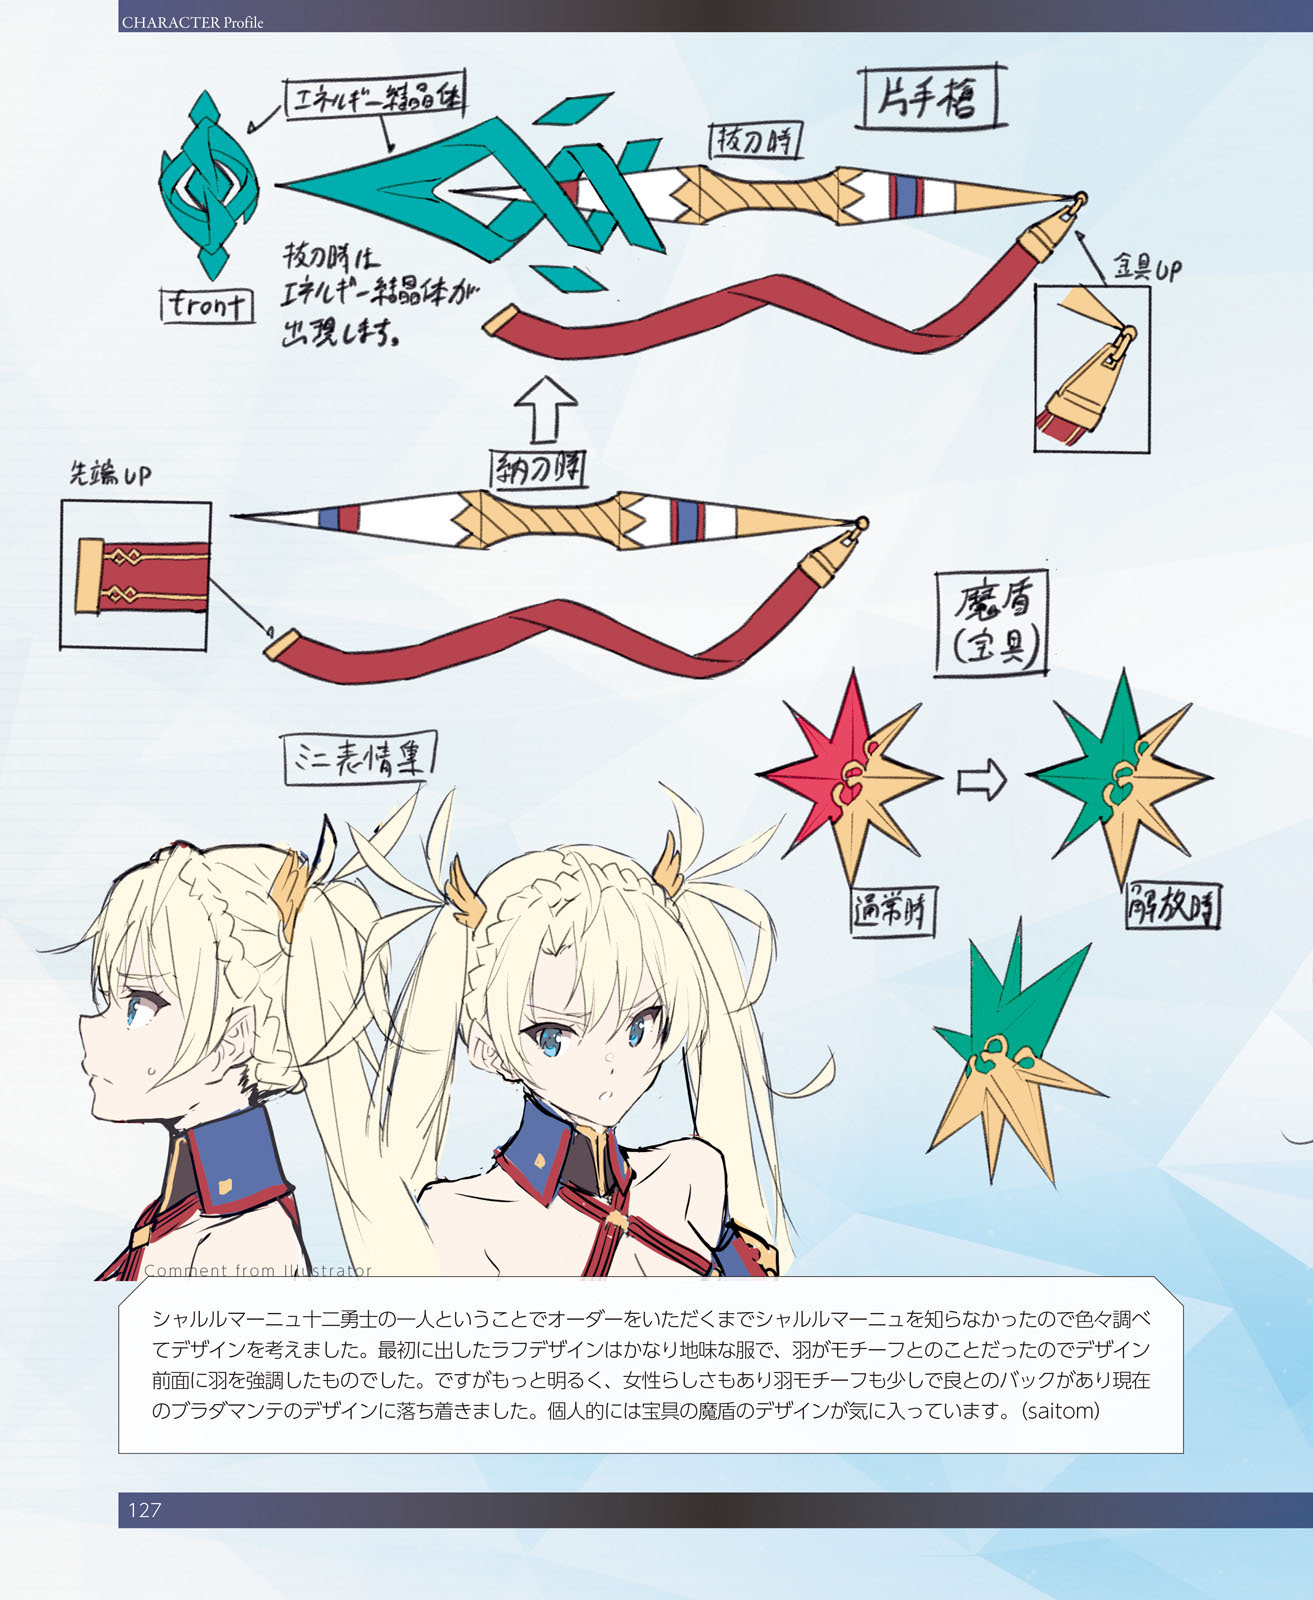 CHARACTER Profile
エネルギー結晶体
片手槍
抜刀時
front
抜刀時は
エネルギー結晶体が
出現します。
金具UP
納刀時
先端UP
魔盾
(宝具)
ミニ表情集
通常時
解放時
Comment from Illustrator
シャルルマーニュ十二勇士の一人ということでオーダーをいただくまでシャルルマーニュを知らなかったので色々調べ
てデザインを考えました。最初に出したラフデザインはかなり地味な服で、羽がモチーフとのことだったのでデザイン
前面に羽を強調したものでした。ですがもっと明るく、女性らしさもあり羽モチーフも少しで良とのバックがあり現在
のブラダマンテのデザインに落ち着きました。個人的には宝具の魔盾のデザインが気に入っています。（saitom）
127